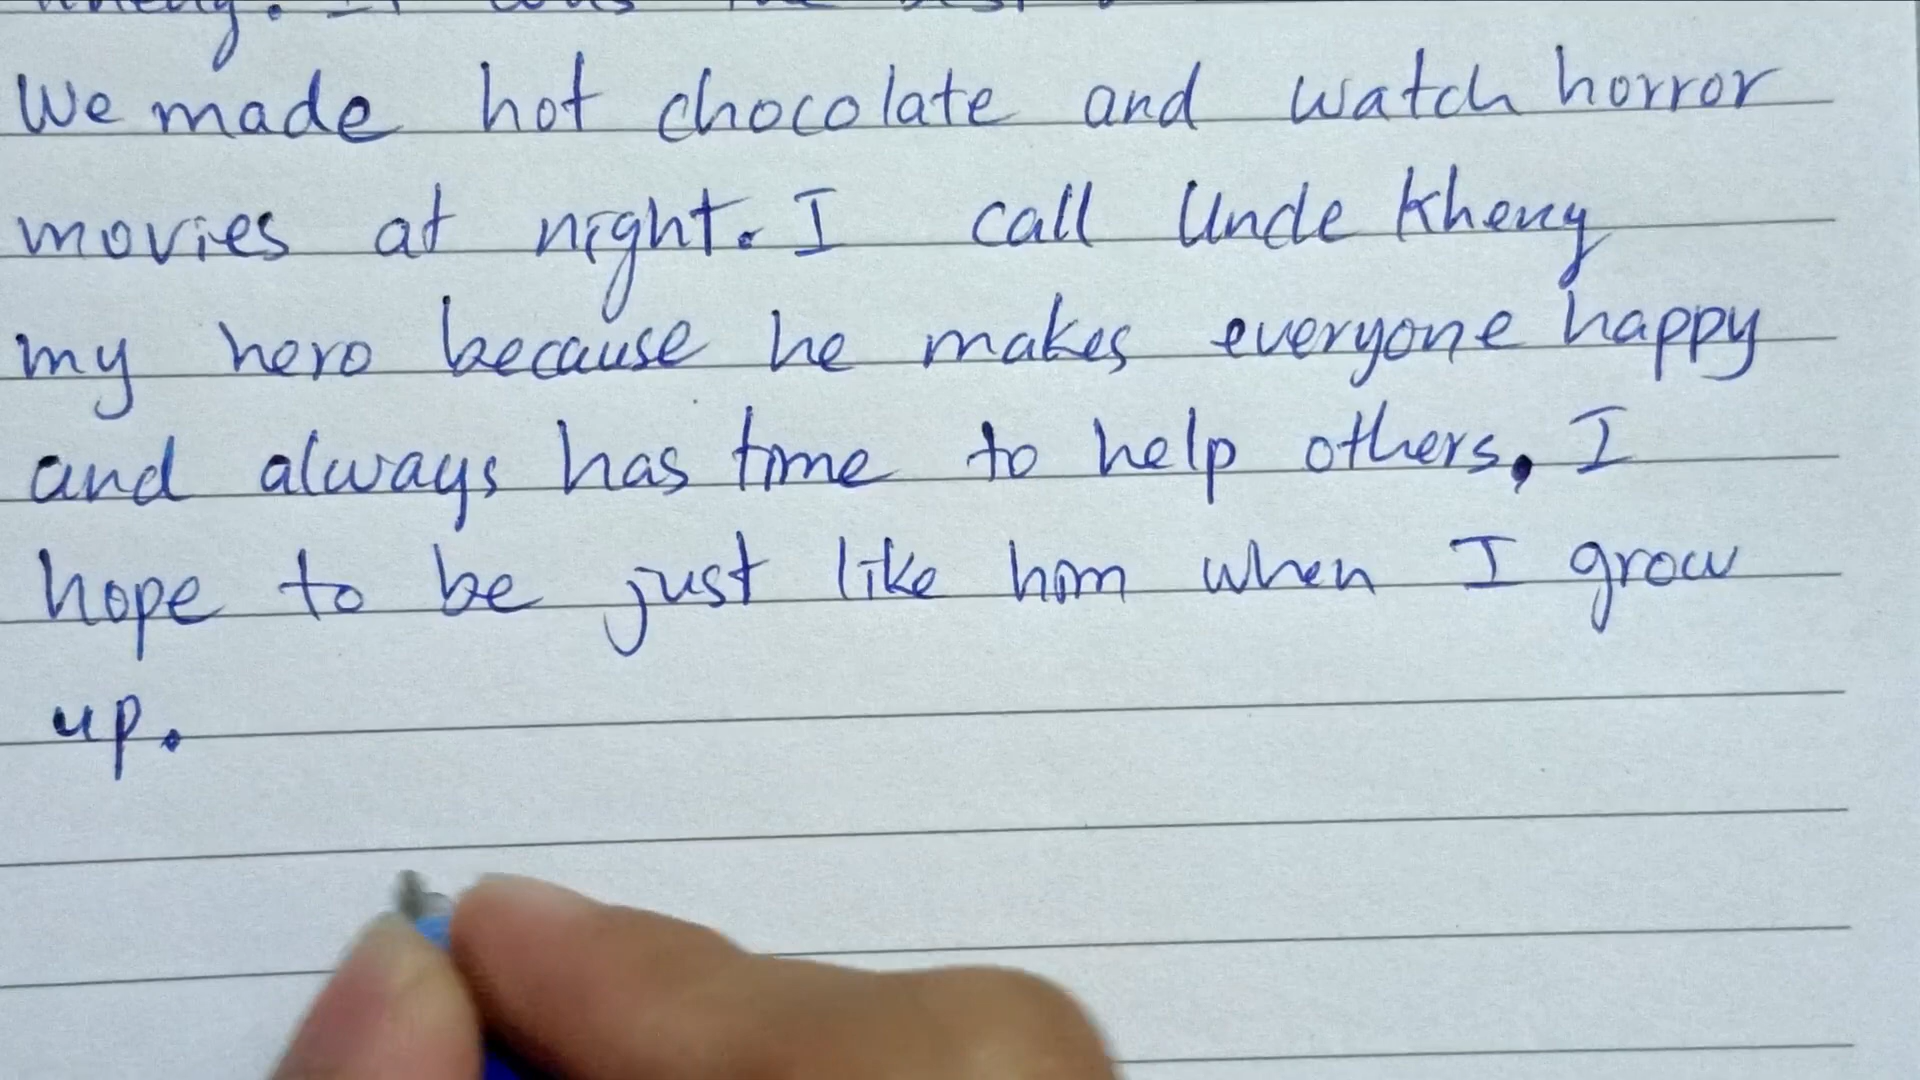 We made hot chocolate and watch horror
movies at night. I call Uncle Kheng
my hero because he makes everyone happy
and always has time to help others, I
hope to be just like him when I grow
up.